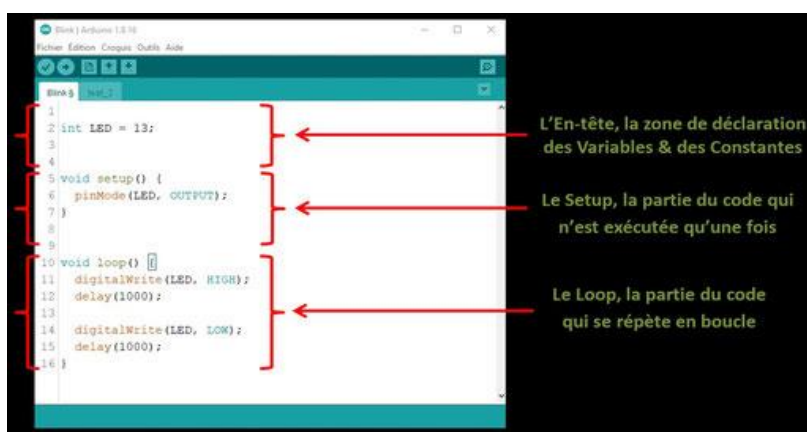 Blink | Arduino 1.8.16
Fichier Édition Croquis Outils Aide
Blink §
test_2
1
2 int LED = 13;
3
4
5 void setup() {
6 pinMode(LED, OUTPUT);
7 }
8
9
10 void loop() {
11 digitalWrite(LED, HIGH);
12 delay(1000);
13
14 digitalWrite(LED, LOW);
15 delay(1000);
16 }
L'En-tête, la zone de déclaration
des Variables & des Constantes
Le Setup, la partie du code qui
n'est exécutée qu'une fois
Le Loop, la partie du code
qui se répète en boucle